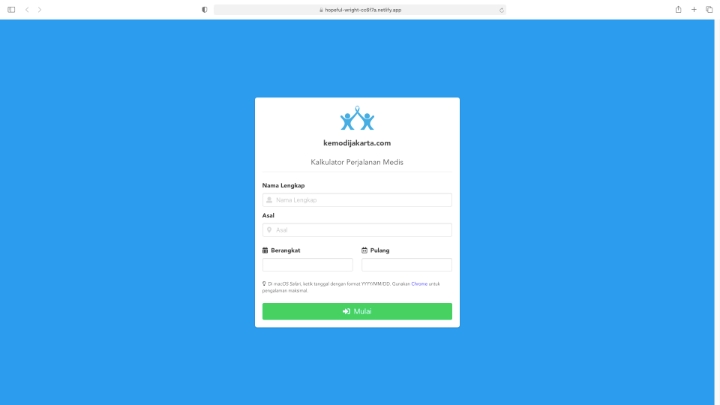 hopeful-wright-cc6f7a.netlify.app
kemodijakarta.com
Kalkulator Perjalanan Medis
Nama Lengkap
Nama Lengkap
Asal
Asal
Berangkat
Pulang
Di macOS Safari, ketik tanggal dengan format YYYY/MM/DD. Gunakan Chrome untuk
pengalaman maksimal
Mulai